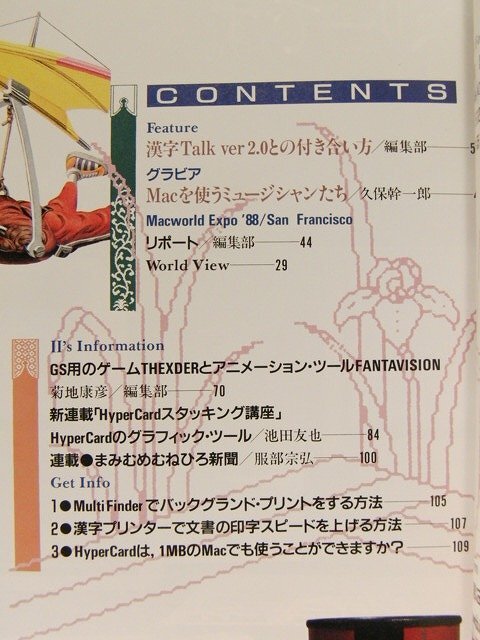 CONTENTS
Feature
漢字Talk ver 2.0との付き合い方／編集部——5
グラビア
Macを使うミュージシャンたち／久保幹一郎——
Macworld Expo '88/San Francisco
リポート／編集部——44
World View——29
II's Information
GS用のゲームTHEXDERとアニメーション・ツールFANTAVISION
菊地康彦／編集部——70
新連載「HyperCardスタッキング講座」
HyperCardのグラフィック・ツール／池田友也——84
連載●まみむめむねひろ新聞／服部宗弘——100
Get Info
1●MultiFinderでバックグランド・プリントをする方法——105
2●漢字プリンターで文書の印字スピードを上げる方法——107
3●HyperCardは，1MBのMacでも使うことができますか？——109